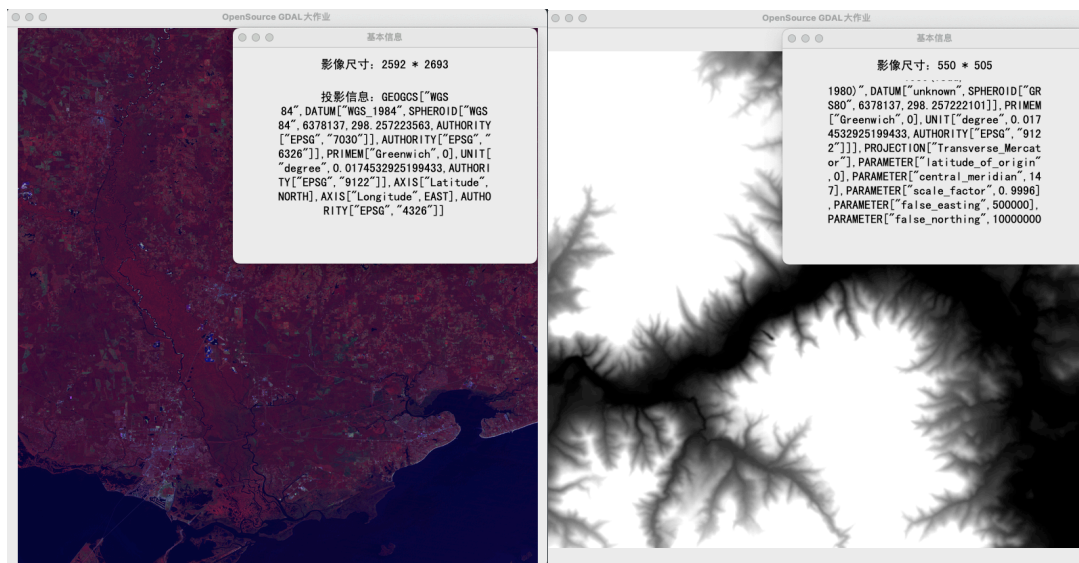 OpenSource GDAL大作业
基本信息
影像尺寸: 2592 * 2693
投影信息: GEOGCS["WGS
84",DATUM["WGS_1984",SPHEROID["WGS
84",6378137,298.257223563,AUTHORITY
["EPSG","7030"]],AUTHORITY["EPSG","
6326"]],PRIMEM["Greenwich",0],UNIT[
"degree",0.0174532925199433,AUTHORI
TY["EPSG","9122"]],AXIS["Latitude",
NORTH],AXIS["Longitude",EAST],AUTHO
RITY["EPSG","4326"]]
OpenSource GDAL大作业
基本信息
影像尺寸: 550 * 505
1980)",DATUM["unknown",SPHEROID["GR
S80",6378137,298.257222101]],PRIMEM
["Greenwich",0],UNIT["degree",0.017
4532925199433,AUTHORITY["EPSG","912
2"]]],PROJECTION["Transverse_Mercat
or"],PARAMETER["latitude_of_origin"
,0],PARAMETER["central_meridian",14
7],PARAMETER["scale_factor",0.9996]
,PARAMETER["false_easting",500000],
PARAMETER["false_northing",10000000